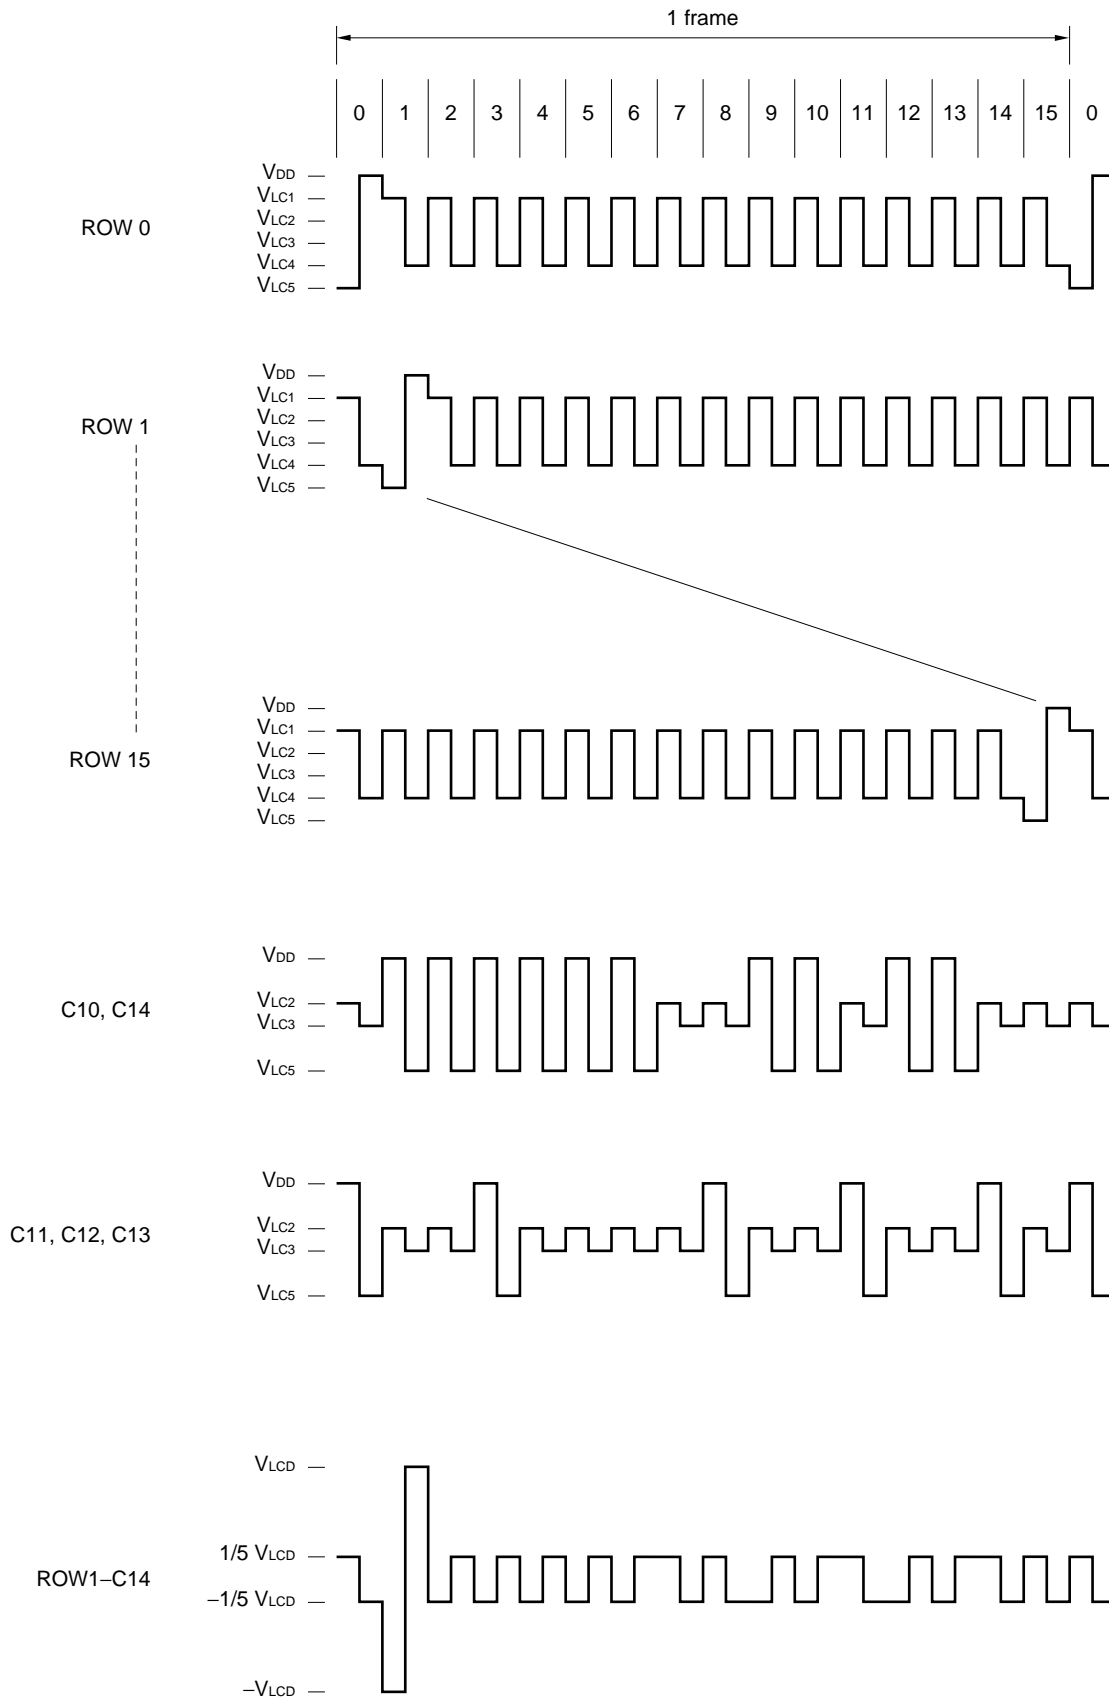 1 frame
0 1 2 3 4 5 6 7 8 9 10 11 12 13 14 15 0
ROW 0
VDD
VLC1
VLC2
VLC3
VLC4
VLC5
ROW 1
VDD
VLC1
VLC2
VLC3
VLC4
VLC5
ROW 15
VDD
VLC1
VLC2
VLC3
VLC4
VLC5
C10, C14
VDD
VLC2
VLC3
VLC5
C11, C12, C13
VDD
VLC2
VLC3
VLC5
ROW1–C14
VLCD
1/5 VLCD
–1/5 VLCD
–VLCD